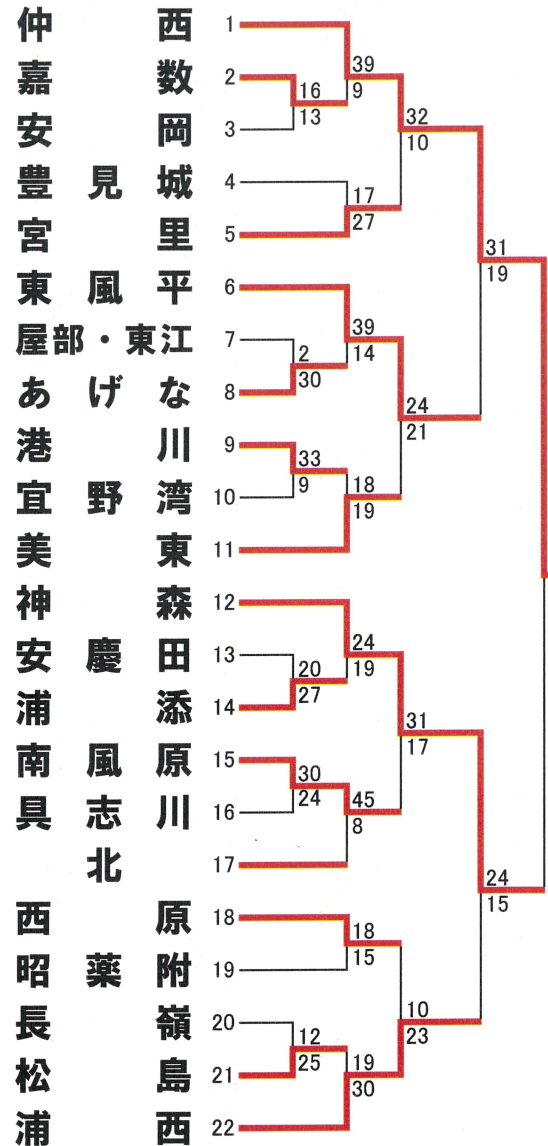 仲西 1
39
嘉数 2
16 9
13
安岡 3
32
10
豊見城 4
17
27
宮里 5
31
19
東風平 6
39
屋部・東江 7
2 14
30
あげな 8
24
21
港川 9
33
9 18
宜野湾 10
19
美東 11
神森 12
24
安慶田 13
20 19
27
浦添 14
31
17
南風原 15
30
24 45
具志川 16
8
北 17
24
15
西原 18
18
15
昭薬附 19
長嶺 20
10
12 23
25 19
松島 21
30
浦西 22